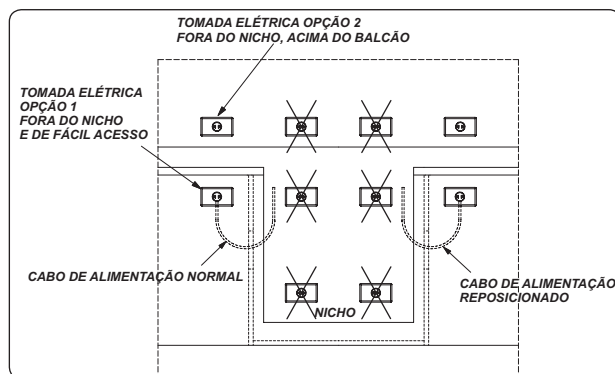 TOMADA ELÉTRICA OPÇÃO 2
FORA DO NICHO, ACIMA DO BALCÃO
TOMADA ELÉTRICA
OPÇÃO 1
FORA DO NICHO
E DE FÁCIL ACESSO
CABO DE ALIMENTAÇÃO NORMAL
NICHO
CABO DE ALIMENTAÇÃO
REPOSICIONADO